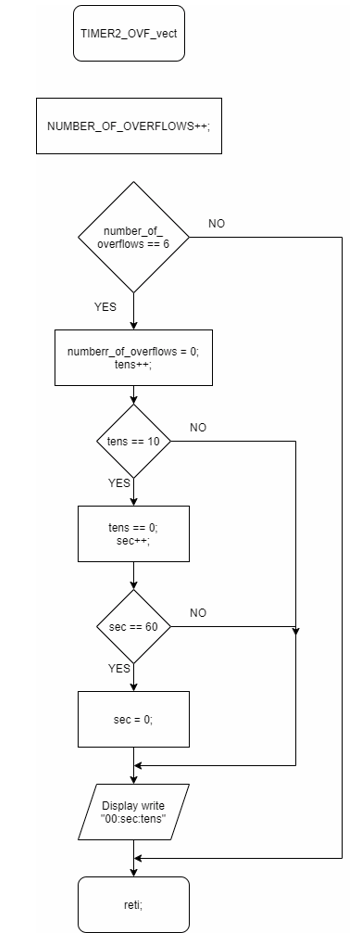 TIMER2_OVF_vect
NUMBER_OF_OVERFLOWS++;
number_of_
overflows == 6
NO
YES
numberr_of_overflows = 0;
tens++;
tens == 10
NO
YES
tens == 0;
sec++;
sec == 60
NO
YES
sec = 0;
Display write
"00:sec:tens"
reti;